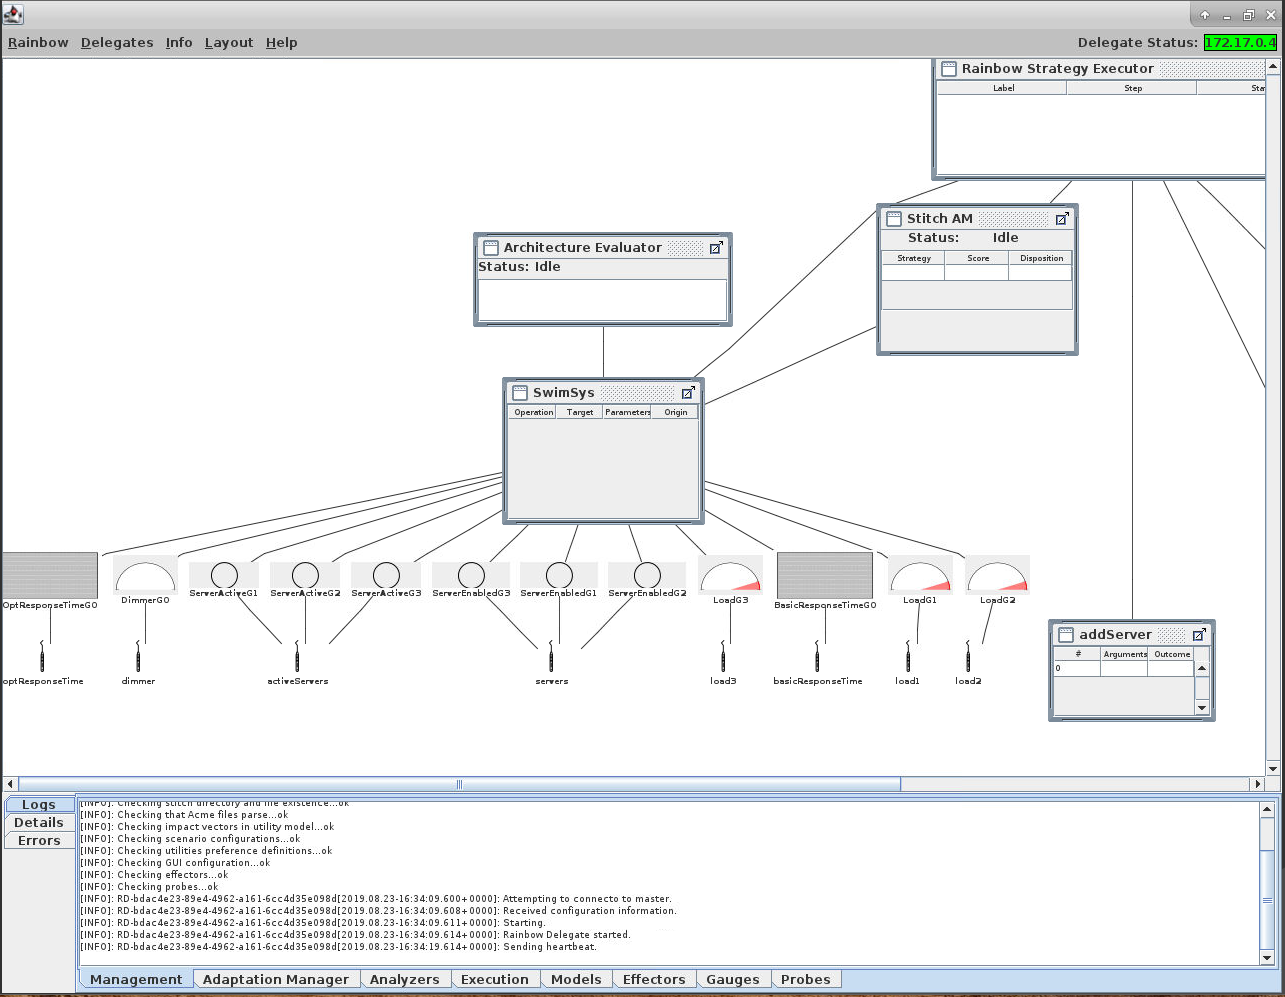 Rainbow Delegates Info Layout Help
Delegate Status: 172.17.0.4
Rainbow Strategy Executor
Label Step Sta
Stitch AM
Status: Idle
Strategy Score Disposition
Architecture Evaluator
Status: Idle
SwimSys
Operation Target Parameters Origin
OptResponseTimeG0 DimmerG0 ServerActiveG1 ServerActiveG2 ServerActiveG3 ServerEnabledG3 ServerEnabledG1 ServerEnabledG2 LoadG3 BasicResponseTimeG0 LoadG1 LoadG2
optResponseTime dimmer activeServers servers load3 basicResponseTime load1 load2
addServer
# Arguments Outcome
0
Logs
Details
Errors
[INFO]: Checking stitch directory and file existence...ok
[INFO]: Checking that Acme files parse...ok
[INFO]: Checking impact vectors in utility model...ok
[INFO]: Checking scenario configurations...ok
[INFO]: Checking utilities preference definitions...ok
[INFO]: Checking GUI configuration...ok
[INFO]: Checking effectors...ok
[INFO]: Checking probes...ok
[INFO]: RD-bdac4e23-89e4-4962-a161-6cc4d35e098d[2019.08.23-16:34:09.600+0000]: Attempting to connecto to master.
[INFO]: RD-bdac4e23-89e4-4962-a161-6cc4d35e098d[2019.08.23-16:34:09.608+0000]: Received configuration information.
[INFO]: RD-bdac4e23-89e4-4962-a161-6cc4d35e098d[2019.08.23-16:34:09.611+0000]: Starting.
[INFO]: RD-bdac4e23-89e4-4962-a161-6cc4d35e098d[2019.08.23-16:34:09.614+0000]: Rainbow Delegate started.
[INFO]: RD-bdac4e23-89e4-4962-a161-6cc4d35e098d[2019.08.23-16:34:19.614+0000]: Sending heartbeat.
Management Adaptation Manager Analyzers Execution Models Effectors Gauges Probes